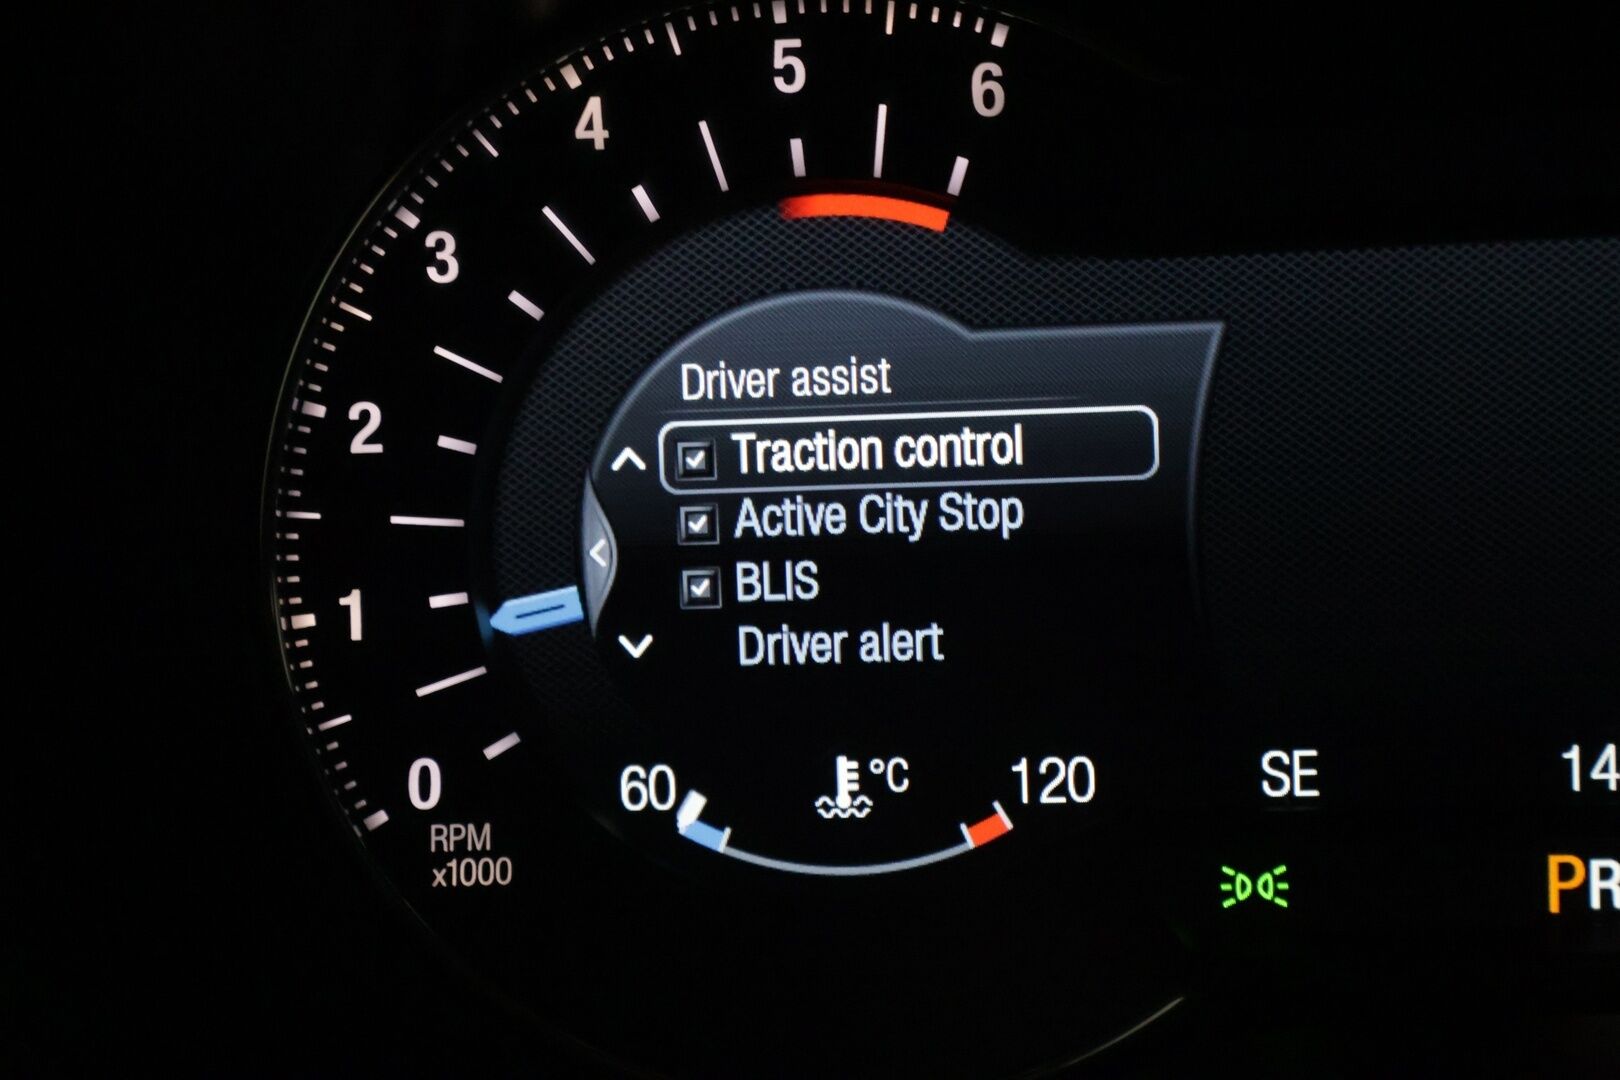 6
5
4
3
2
1
0
RPM
x1000
Driver assist
Traction control
Active City Stop
BLIS
Driver alert
60 °C 120
SE 14
PR